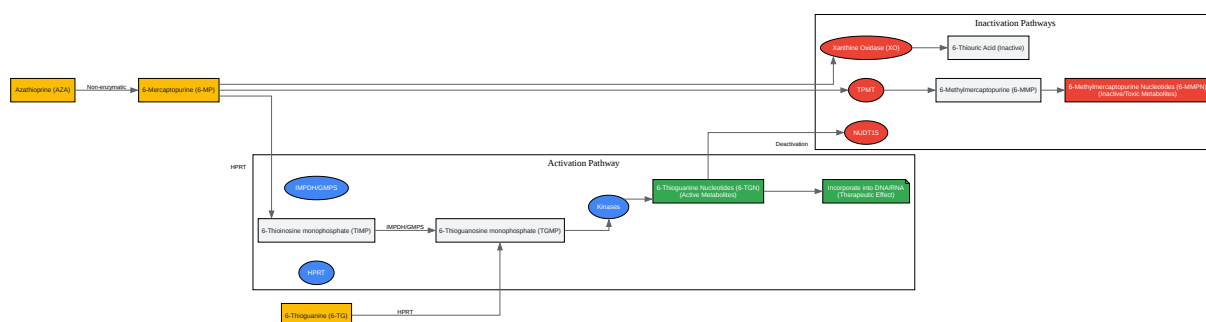 Inactivation Pathways
Xanthine Oxidase (XO)
6-Thiouric Acid (Inactive)
Azathioprine (AZA)
Non-enzymatic
6-Mercaptopurine (6-MP)
TPMT
6-Methylmercaptopurine (6-MMP)
6-Methylmercaptopurine Nucleotides (6-MMPN)
(Inactive/Toxic Metabolites)
NUDT15
Deactivation
HPRT
Activation Pathway
IMPDH/GMPS
6-Thioguanine Nucleotides (6-TGN)
(Active Metabolites)
Incorporate into DNA/RNA
(Therapeutic Effect)
Kinases
6-Thioinosine monophosphate (TIMP)
IMPDH/GMPS
6-Thioguanosine monophosphate (TGMP)
HPRT
6-Thioguanine (6-TG)
HPRT